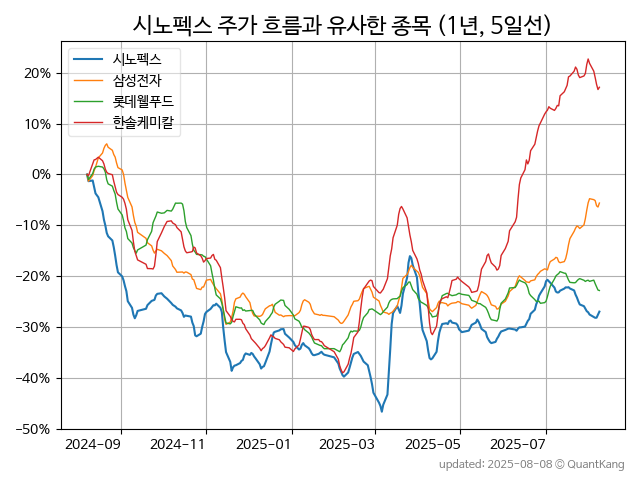 시노펙스 주가 흐름과 유사한 종목 (1년, 5일선)
시노펙스
삼성전자
롯데웰푸드
한솔케미칼
20%
10%
0%
−10%
−20%
−30%
−40%
−50%
2024-09
2024-11
2025-01
2025-03
2025-05
2025-07
updated: 2025-08-08 © QuantKang